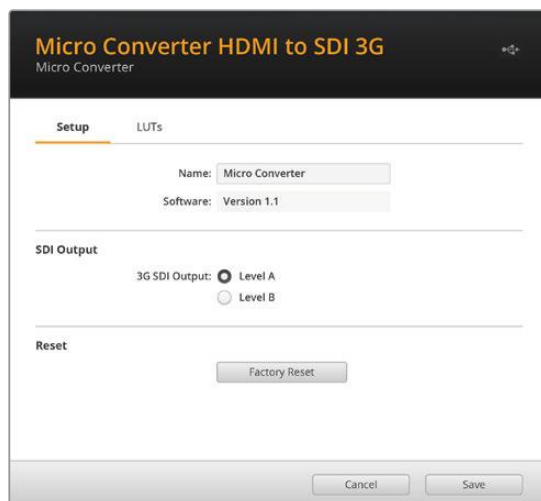 Micro Converter HDMI to SDI 3G
Micro Converter
Setup LUTs
Name: Micro Converter
Software: Version 1.1
SDI Output
3G SDI Output: Level A
Level B
Reset
Factory Reset
Cancel Save